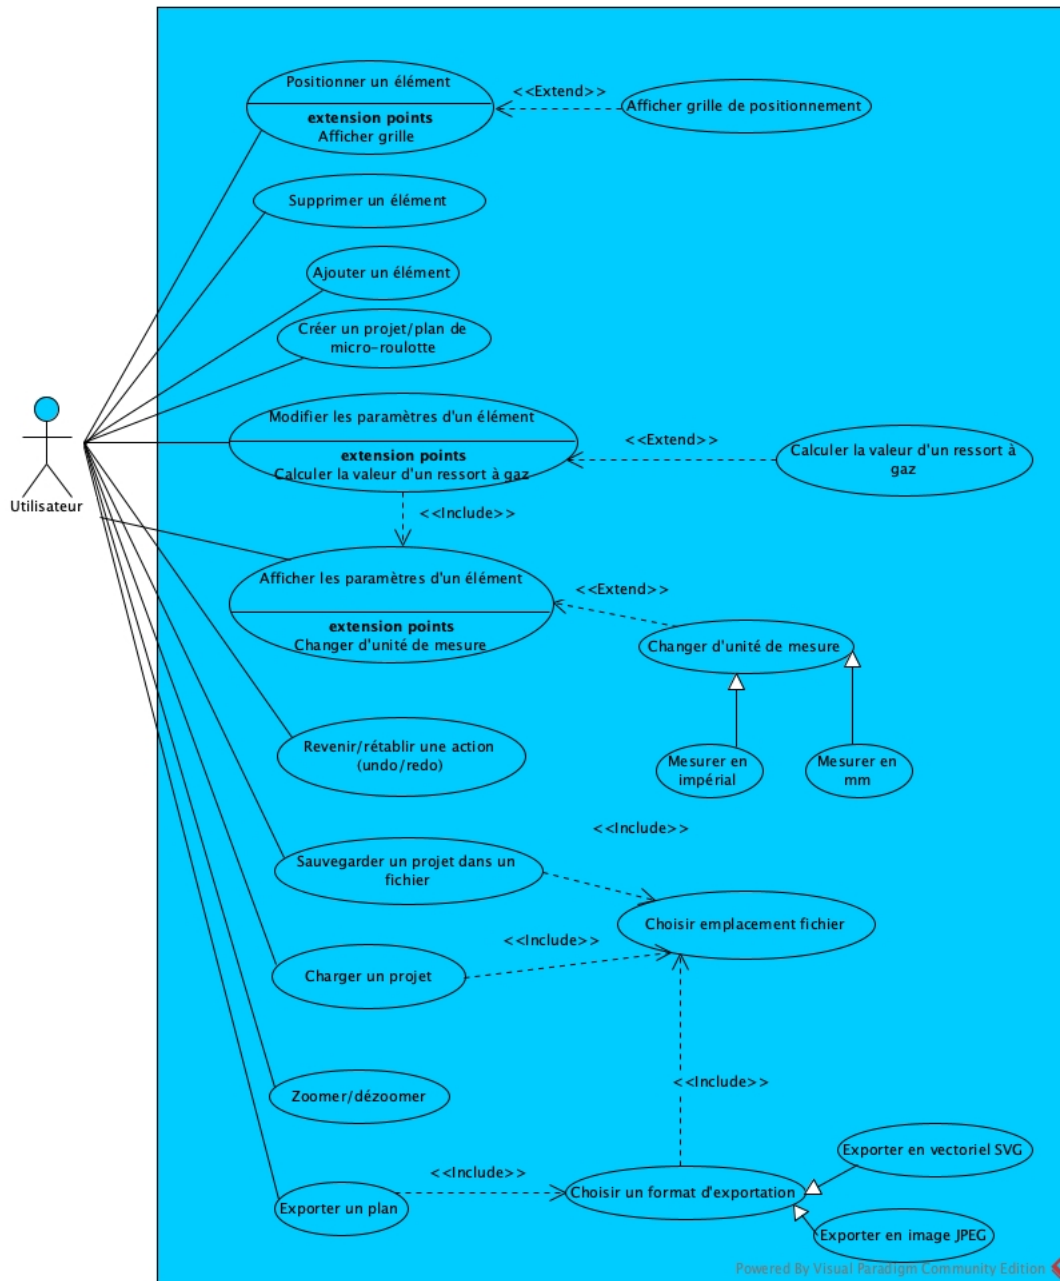 Positionner un élément
extension points
Afficher grille
<<Extend>>
Afficher grille de positionnement
Supprimer un élément
Ajouter un élément
Créer un projet/plan de
micro-roulotte
Utilisateur
Modifier les paramètres d'un élément
extension points
Calculer la valeur d'un ressort à gaz
<<Extend>>
Calculer la valeur d'un ressort à
gaz
<<Include>>
Afficher les paramètres d'un élément
extension points
Changer d'unité de mesure
<<Extend>>
Changer d'unité de mesure
Mesurer en
impérial
Mesurer en
mm
Revenir/rétablir une action
(undo/redo)
<<Include>>
Sauvegarder un projet dans un
fichier
Choisir emplacement fichier
<<Include>>
Charger un projet
Zoomer/dézoomer
<<Include>>
Exporter un plan
<<Include>>
Choisir un format d'exportation
Exporter en vectoriel SVG
Exporter en image JPEG
Powered By Visual Paradigm Community Edition